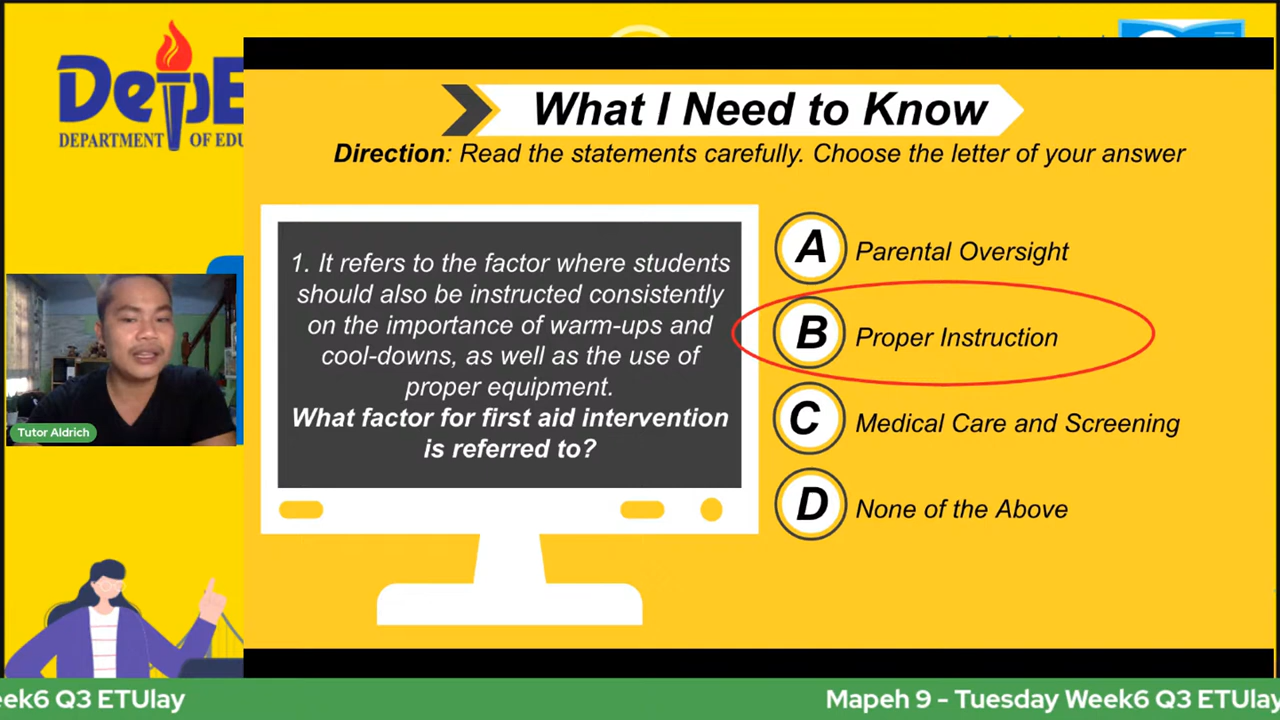 DepE
DEPARTMENT OF EDU
What I Need to Know
Direction: Read the statements carefully. Choose the letter of your answer
1. It refers to the factor where students
should also be instructed consistently
on the importance of warm-ups and
cool-downs, as well as the use of
proper equipment.
What factor for first aid intervention
is referred to?
A Parental Oversight
B Proper Instruction
C Medical Care and Screening
D None of the Above
Tutor Aldrich
eek6 Q3 ETUlay
Mapeh 9 - Tuesday Week6 Q3 ETUlay